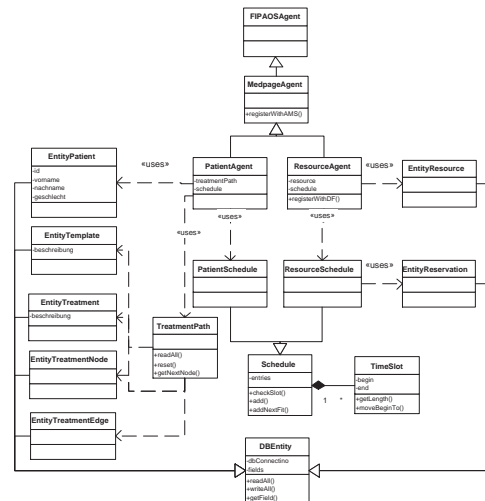 FIPAOSAgent
MedpageAgent
+registerWithAMS()
EntityPatient
-id
-vorname
-nachname
-geschlecht
«uses»
PatientAgent
-treatmentPath
-schedule
ResourceAgent
-resource
-schedule
+registerWithDF()
«uses»
EntityResource
«uses»
«uses»
«uses»
EntityTemplate
-beschreibung
PatientSchedule
ResourceSchedule
«uses»
EntityReservation
EntityTreatment
-beschreibung
TreatmentPath
+readAll()
+reset()
+getNextNode()
EntityTreatmentNode
Schedule
-entries
+checkSlot()
+add()
+addNextFit()
1
*
TimeSlot
-begin
-end
+getLength()
+moveBeginTo()
EntityTreatmentEdge
DBEntity
-dbConnectino
-fields
+readAll()
+writeAll()
+getField()